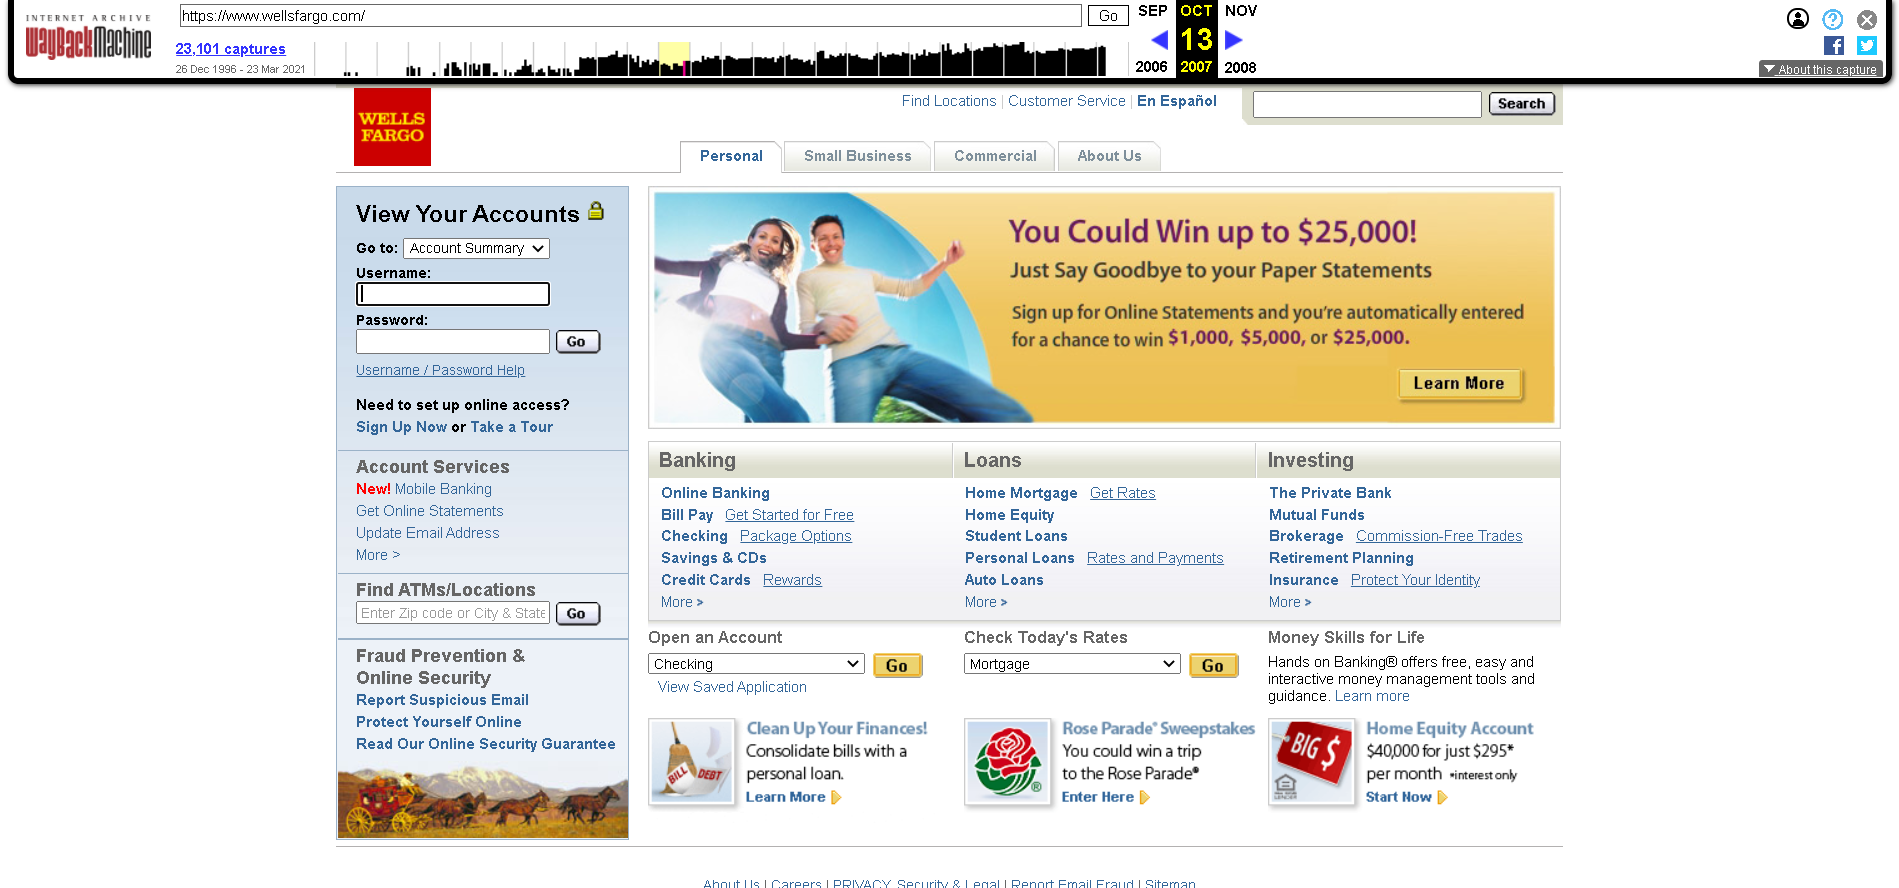 INTERNET ARCHIVE
WayBackMachine
https://www.wellsfargo.com/
Go
23,101 captures
26 Dec 1996 - 23 Mar 2021
SEP OCT NOV
13
2006 2007 2008
About this capture
WELLS
FARGO
Find Locations | Customer Service | En Español
Search
Personal
Small Business
Commercial
About Us
View Your Accounts
Go to: Account Summary
Username:
Password:
Go
Username / Password Help
Need to set up online access?
Sign Up Now or Take a Tour
Account Services
New! Mobile Banking
Get Online Statements
Update Email Address
More >
Find ATMs/Locations
Enter Zip code or City & State
Go
Fraud Prevention &
Online Security
Report Suspicious Email
Protect Yourself Online
Read Our Online Security Guarantee
You Could Win up to $25,000!
Just Say Goodbye to your Paper Statements
Sign up for Online Statements and you're automatically entered
for a chance to win $1,000, $5,000, or $25,000.
Learn More
Banking
Online Banking
Bill Pay Get Started for Free
Checking Package Options
Savings & CDs
Credit Cards Rewards
More >
Loans
Home Mortgage Get Rates
Home Equity
Student Loans
Personal Loans Rates and Payments
Auto Loans
More >
Investing
The Private Bank
Mutual Funds
Brokerage Commission-Free Trades
Retirement Planning
Insurance Protect Your Identity
More >
Open an Account
Checking
Go
View Saved Application
Check Today's Rates
Mortgage
Go
Money Skills for Life
Hands on Banking® offers free, easy and
interactive money management tools and
guidance. Learn more
BILL
DEBT
Clean Up Your Finances!
Consolidate bills with a
personal loan.
Learn More
®
Rose Parade® Sweepstakes
You could win a trip
to the Rose Parade®
Enter Here
BIG $
Home Equity Account
$40,000 for just $295*
per month *interest only
Start Now
About Us | Careers | PRIVACY, Security & Legal | Report Email Fraud | Sitemap